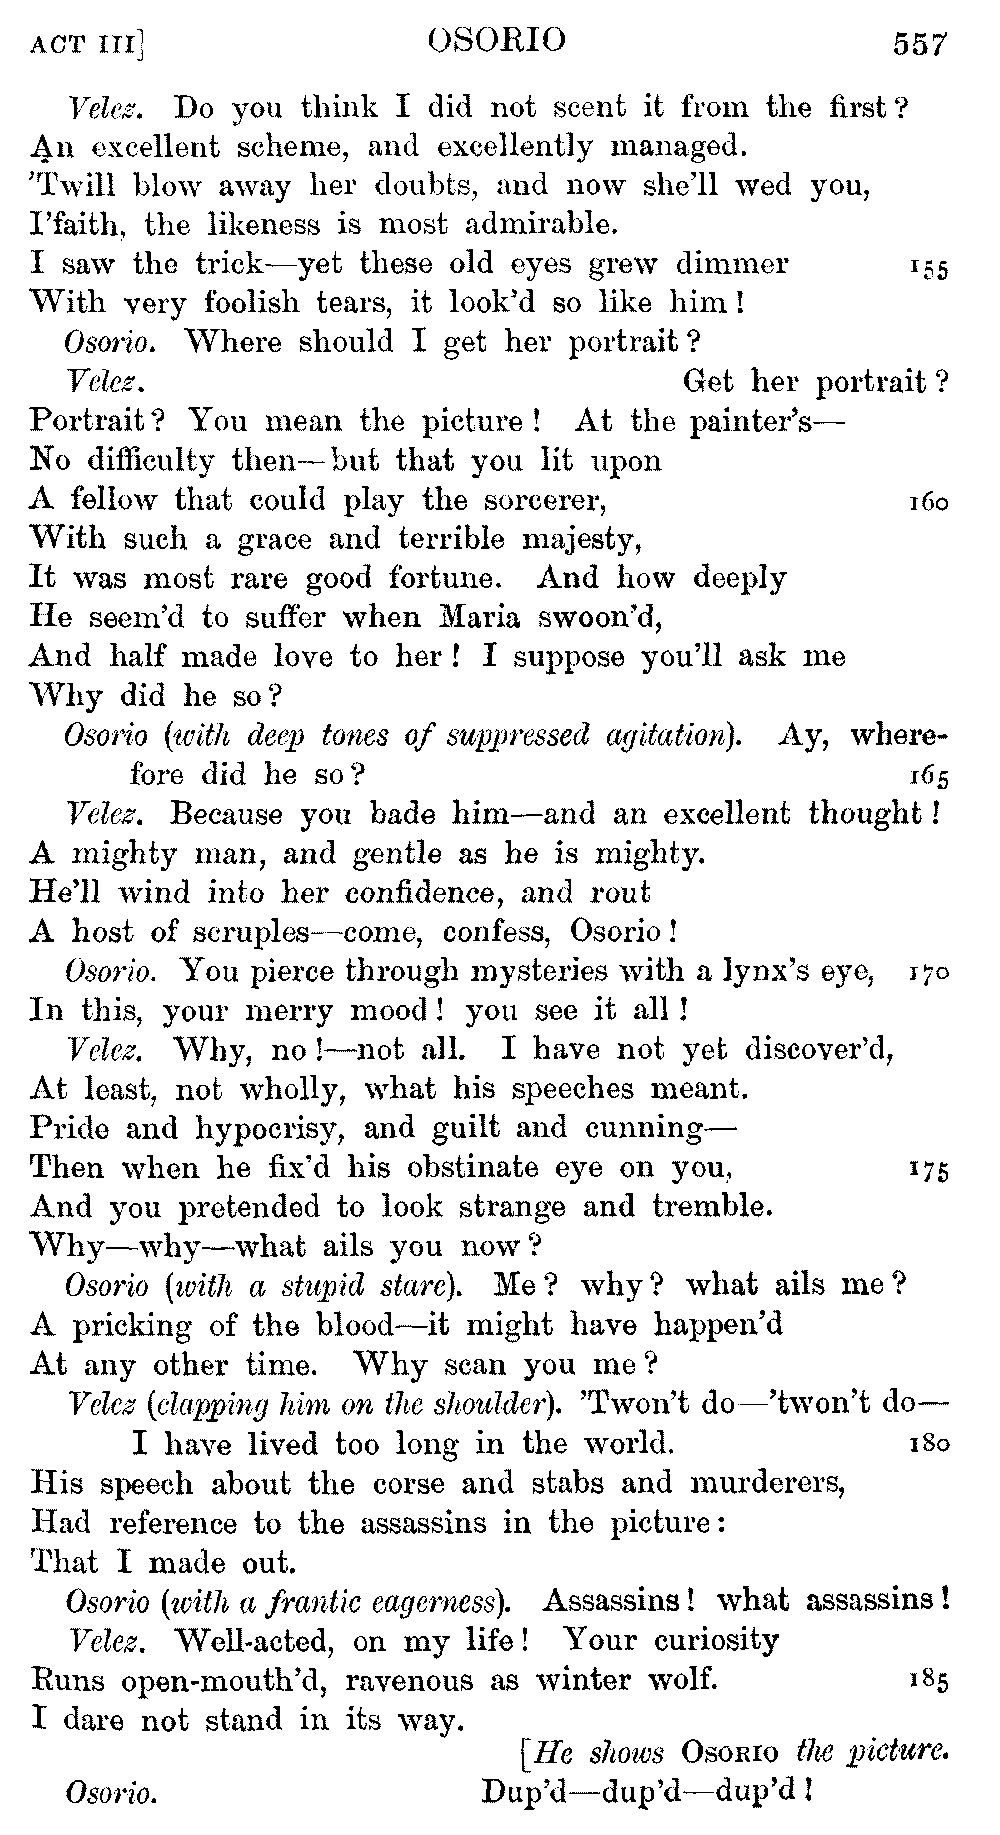 ACT III] OSORIO 557
Velez. Do you think I did not scent it from the first?
An excellent scheme, and excellently managed.
'Twill blow away her doubts, and now she'll wed you,
I'faith, the likeness is most admirable.
I saw the trick—yet these old eyes grew dimmer 155
With very foolish tears, it look'd so like him!
Osorio. Where should I get her portrait?
Velez. Get her portrait?
Portrait? You mean the picture! At the painter's—
No difficulty then—but that you lit upon
A fellow that could play the sorcerer, 160
With such a grace and terrible majesty,
It was most rare good fortune. And how deeply
He seem'd to suffer when Maria swoon'd,
And half made love to her! I suppose you'll ask me
Why did he so?
Osorio (with deep tones of suppressed agitation). Ay, where-
fore did he so? 165
Velez. Because you bade him—and an excellent thought!
A mighty man, and gentle as he is mighty.
He'll wind into her confidence, and rout
A host of scruples—come, confess, Osorio!
Osorio. You pierce through mysteries with a lynx's eye, 170
In this, your merry mood! you see it all!
Velez. Why, no!—not all. I have not yet discover'd,
At least, not wholly, what his speeches meant.
Pride and hypocrisy, and guilt and cunning—
Then when he fix'd his obstinate eye on you, 175
And you pretended to look strange and tremble.
Why—why—what ails you now?
Osorio (with a stupid stare). Me? why? what ails me?
A pricking of the blood—it might have happen'd
At any other time. Why scan you me?
Velez (clapping him on the shoulder). 'Twon't do—'twon't do—
I have lived too long in the world. 180
His speech about the corse and stabs and murderers,
Had reference to the assassins in the picture:
That I made out.
Osorio (with a frantic eagerness). Assassins! what assassins!
Velez. Well-acted, on my life! Your curiosity
Runs open-mouth'd, ravenous as winter wolf. 185
I dare not stand in its way.
[He shows OSORIO the picture.
Osorio. Dup'd—dup'd—dup'd!